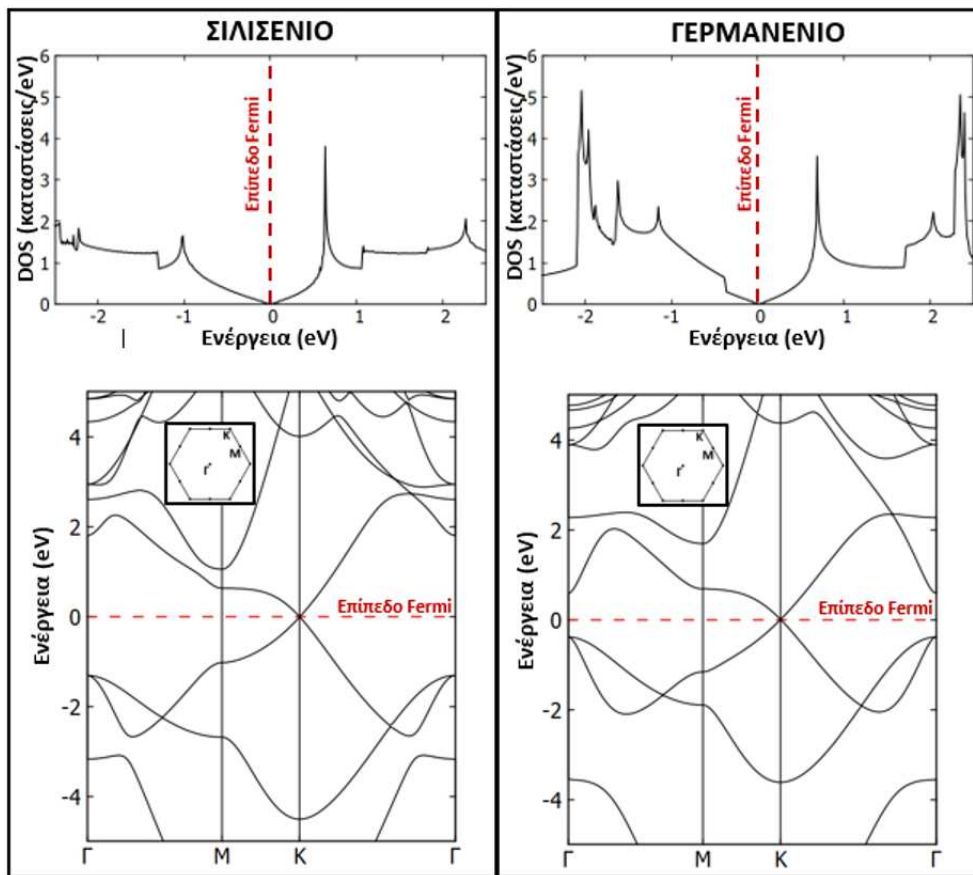 ΣΙΛΙΣΕΝΙΟ
DOS (καταστάσεις/eV)
6
5
4
3
2
1
0
Επίπεδο Fermi
-2 -1 0 1 2
Ενέργεια (eV)
ΓΕΡΜΑΝΕΝΙΟ
DOS (καταστάσεις/eV)
6
5
4
3
2
1
0
Επίπεδο Fermi
-2 -1 0 1 2
Ενέργεια (eV)
Ενέργεια (eV)
4
2
0
-2
-4
K
M
Γ
Επίπεδο Fermi
Γ M K Γ
Ενέργεια (eV)
4
2
0
-2
-4
K
M
Γ
Επίπεδο Fermi
Γ M K Γ